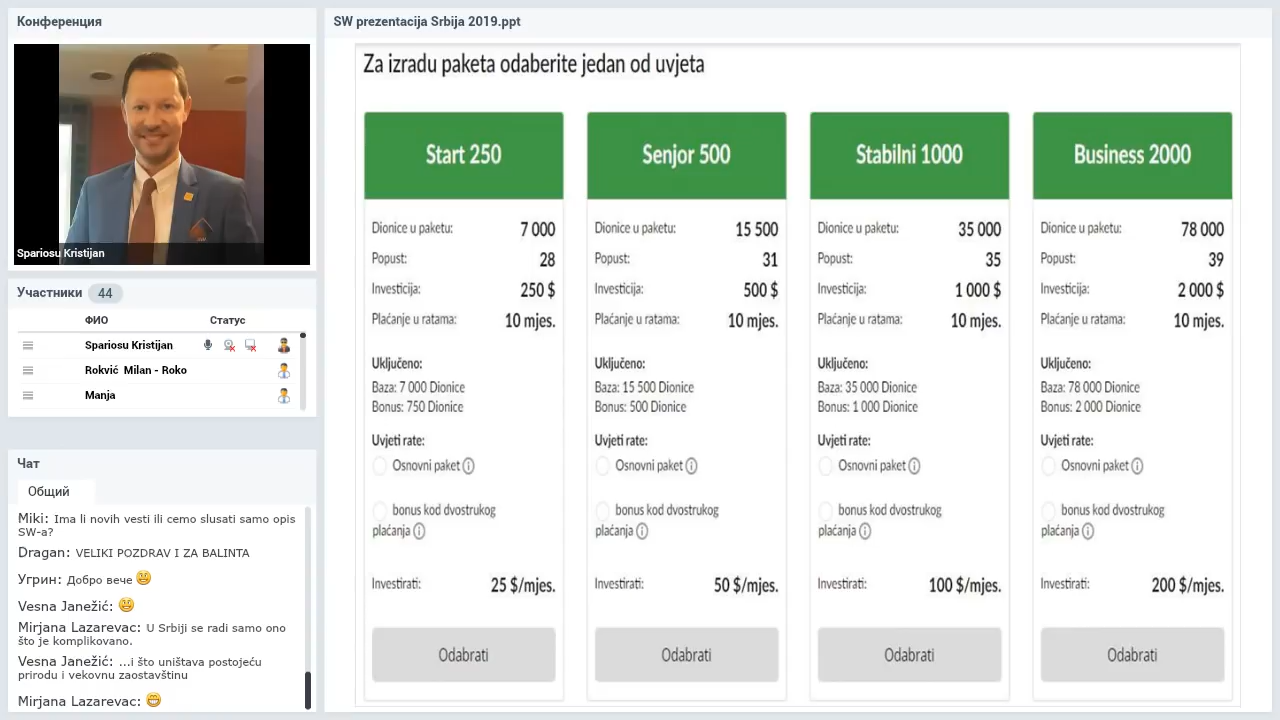 Конференция
Spariosu Kristijan
Участники 44
ФИО Статус
Spariosu Kristijan
Rokvić Milan - Roko
Manja
Чат
Общий
Miki: Ima li novih vesti ili cemo slusati samo opis
SW-a?
Dragan: VELIKI POZDRAV I ZA BALINTA
Угрин: Добро вече
Vesna Janežić:
Mirjana Lazarevac: U Srbiji se radi samo ono
što je komplikovano.
Vesna Janežić: ...i što uništava postojeću
prirodu i vekovnu zaostavštinu
Mirjana Lazarevac:
SW prezentacija Srbija 2019.ppt
Za izradu paketa odaberite jedan od uvjeta
Start 250
Dionice u paketu: 7 000
Popust: 28
Investicija: 250 $
Plaćanje u ratama: 10 mjes.
Uključeno:
Baza: 7 000 Dionice
Bonus: 750 Dionice
Uvjeti rate:
Osnovni paket
bonus kod dvostrukog
plaćanja
Investirati: 25 $/mjes.
Odabrati
Senjor 500
Dionice u paketu: 15 500
Popust: 31
Investicija: 500 $
Plaćanje u ratama: 10 mjes.
Uključeno:
Baza: 15 500 Dionice
Bonus: 500 Dionice
Uvjeti rate:
Osnovni paket
bonus kod dvostrukog
plaćanja
Investirati: 50 $/mjes.
Odabrati
Stabilni 1000
Dionice u paketu: 35 000
Popust: 35
Investicija: 1 000 $
Plaćanje u ratama: 10 mjes.
Uključeno:
Baza: 35 000 Dionice
Bonus: 1 000 Dionice
Uvjeti rate:
Osnovni paket
bonus kod dvostrukog
plaćanja
Investirati: 100 $/mjes.
Odabrati
Business 2000
Dionice u paketu: 78 000
Popust: 39
Investicija: 2 000 $
Plaćanje u ratama: 10 mjes.
Uključeno:
Baza: 78 000 Dionice
Bonus: 2 000 Dionice
Uvjeti rate:
Osnovni paket
bonus kod dvostrukog
plaćanja
Investirati: 200 $/mjes.
Odabrati